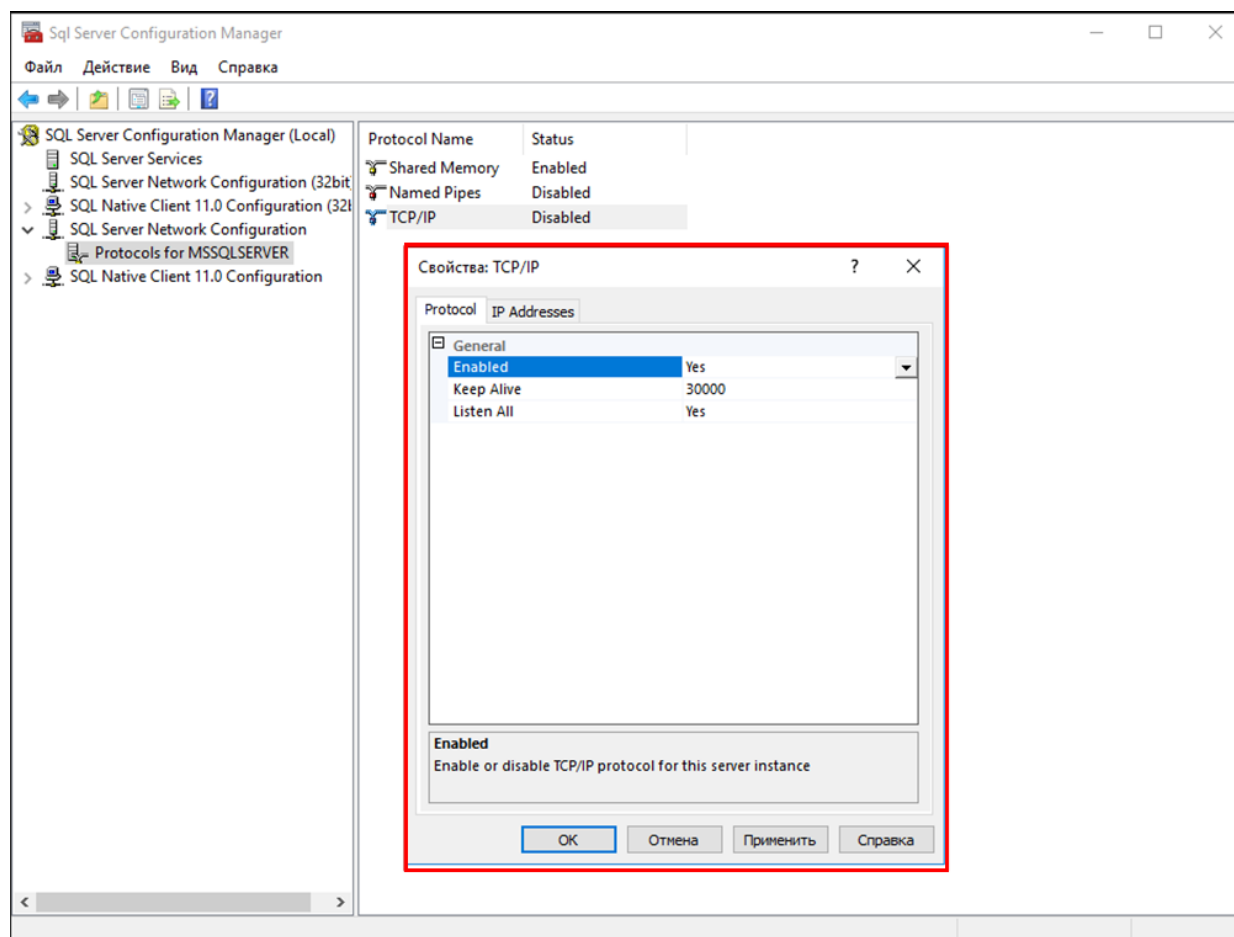 Sql Server Configuration Manager
Файл Действие Вид Справка
SQL Server Configuration Manager (Local)
SQL Server Services
SQL Server Network Configuration (32bit
SQL Native Client 11.0 Configuration (32b
SQL Server Network Configuration
Protocols for MSSQLSERVER
SQL Native Client 11.0 Configuration
Protocol Name Status
Shared Memory Enabled
Named Pipes Disabled
TCP/IP Disabled
Свойства: TCP/IP ?
Protocol IP Addresses
General
Enabled Yes
Keep Alive 30000
Listen All Yes
Enabled
Enable or disable TCP/IP protocol for this server instance
OK Отмена Применить Справка